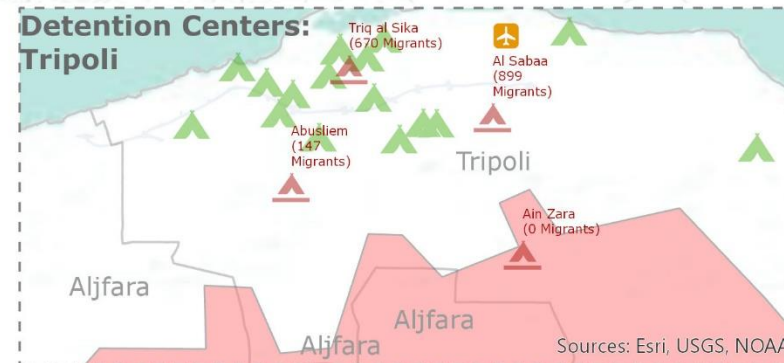 Detention Centers:
Tripoli
Triq al Sika
(670 Migrants)
Al Sabaa
(899
Migrants)
Abusliem
(147
Migrants)
Tripoli
Ain Zara
(0 Migrants)
Aljfara
Aljfara
Aljfara
Sources: Esri, USGS, NOAA